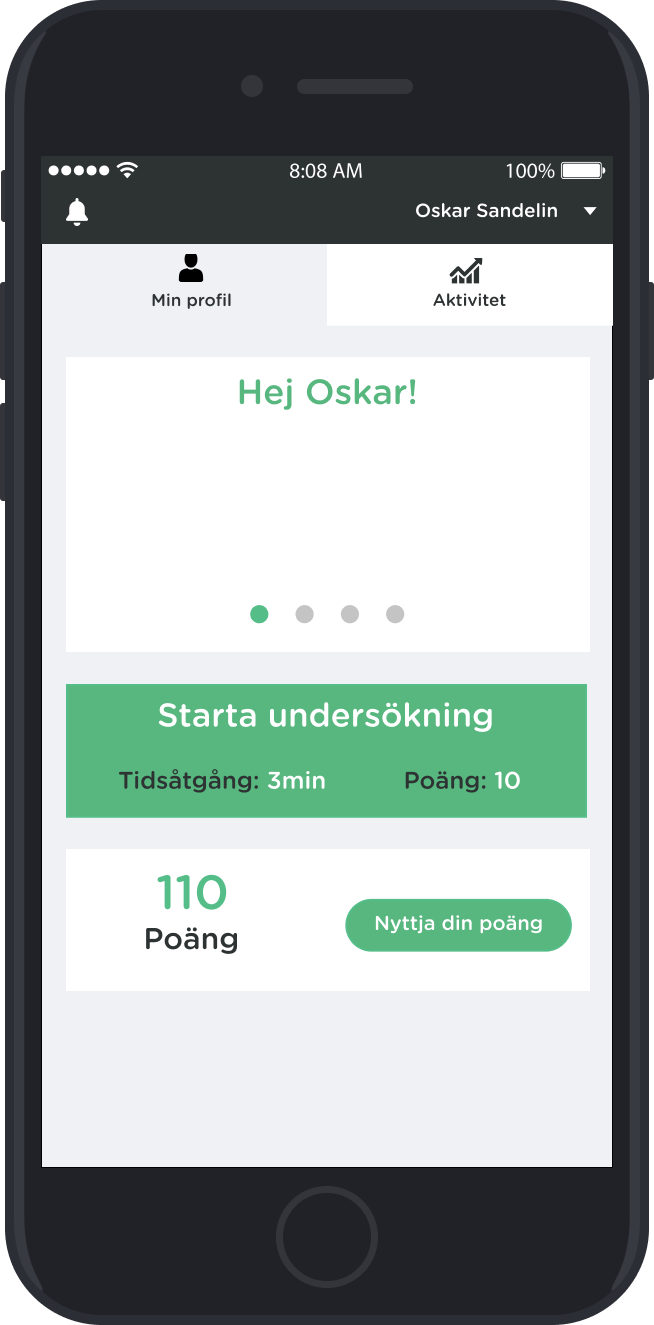 8:08 AM 100%
Oskar Sandelin
Min profil Aktivitet
Hej Oskar!
Starta undersökning
Tidsåtgång: 3min Poäng: 10
110
Poäng
Nyttja din poäng